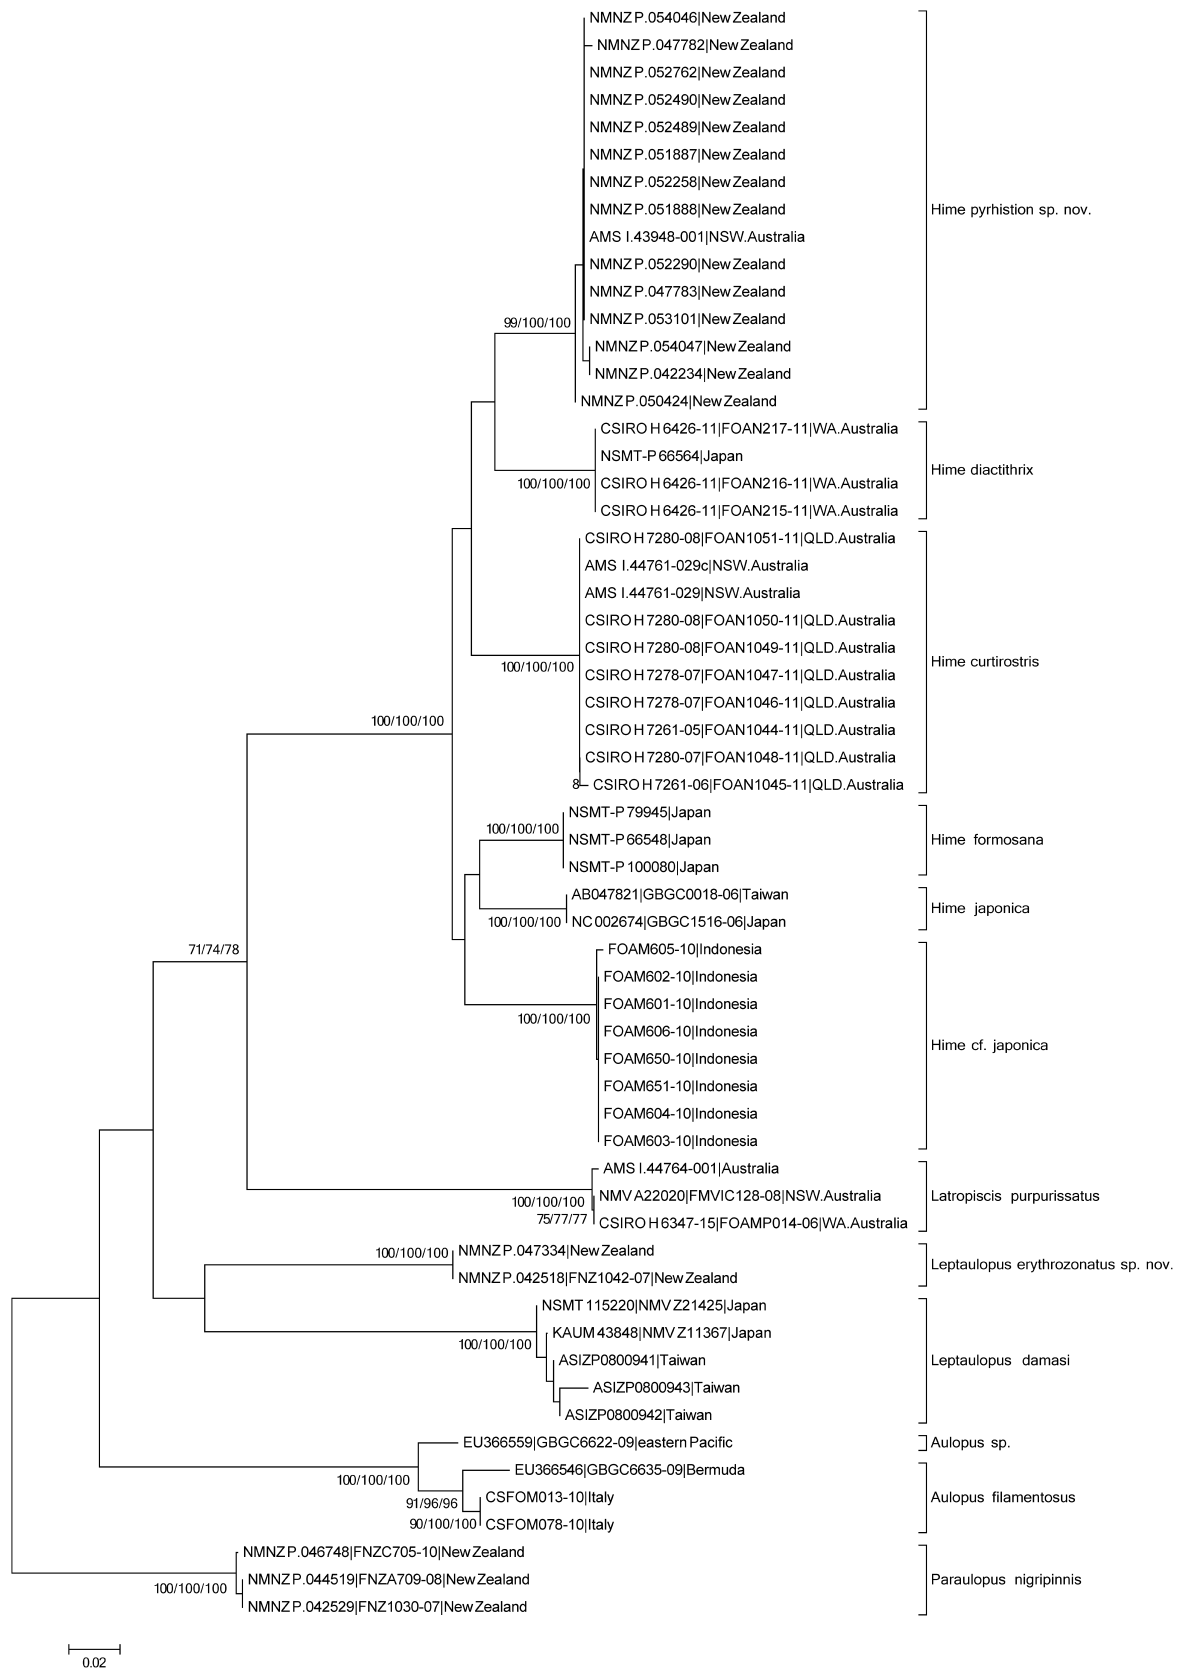 NMNZ P.054046|New Zealand
NMNZ P.047782|New Zealand
NMNZ P.052762|New Zealand
NMNZ P.052490|New Zealand
NMNZ P.052489|New Zealand
NMNZ P.051887|New Zealand
NMNZ P.052258|New Zealand
NMNZ P.051888|New Zealand
Hime pyrhistion sp. nov.
AMS I.43948-001|NSW.Australia
NMNZ P.052290|New Zealand
NMNZ P.047783|New Zealand
NMNZ P.053101|New Zealand
99/100/100
NMNZ P.054047|New Zealand
NMNZ P.042234|New Zealand
NMNZ P.050424|New Zealand
CSIRO H 6426-11|FOAN217-11|WA.Australia
NSMT-P 66564|Japan
Hime diactithrix
100/100/100
CSIRO H 6426-11|FOAN216-11|WA.Australia
CSIRO H 6426-11|FOAN215-11|WA.Australia
CSIRO H 7280-08|FOAN1051-11|QLD.Australia
AMS I.44761-029c|NSW.Australia
AMS I.44761-029|NSW.Australia
CSIRO H 7280-08|FOAN1050-11|QLD.Australia
CSIRO H 7280-08|FOAN1049-11|QLD.Australia
Hime curtirostris
100/100/100
CSIRO H 7278-07|FOAN1047-11|QLD.Australia
CSIRO H 7278-07|FOAN1046-11|QLD.Australia
100/100/100
CSIRO H 7261-05|FOAN1044-11|QLD.Australia
CSIRO H 7280-07|FOAN1048-11|QLD.Australia
8
CSIRO H 7261-06|FOAN1045-11|QLD.Australia
NSMT-P 79945|Japan
100/100/100
NSMT-P 66548|Japan
Hime formosana
NSMT-P 100080|Japan
AB047821|GBGC0018-06|Taiwan
Hime japonica
100/100/100
NC 002674|GBGC1516-06|Japan
71/74/78
FOAM605-10|Indonesia
FOAM602-10|Indonesia
FOAM601-10|Indonesia
100/100/100
FOAM606-10|Indonesia
Hime cf. japonica
FOAM650-10|Indonesia
FOAM651-10|Indonesia
FOAM604-10|Indonesia
FOAM603-10|Indonesia
AMS I.44764-001|Australia
100/100/100
NMV A22020|FMVIC128-08|NSW.Australia
Latropiscis purpurissatus
75/77/77
CSIRO H 6347-15|FOAMP014-06|WA.Australia
100/100/100
NMNZ P.047334|New Zealand
Leptaulopus erythrozonatus sp. nov.
NMNZ P.042518|FNZ1042-07|New Zealand
NSMT 115220|NMV Z21425|Japan
KAUM 43848|NMV Z11367|Japan
100/100/100
ASIZP0800941|Taiwan
Leptaulopus damasi
ASIZP0800943|Taiwan
ASIZP0800942|Taiwan
EU366559|GBGC6622-09|eastern Pacific
Aulopus sp.
100/100/100
EU366546|GBGC6635-09|Bermuda
91/96/96
CSFOM013-10|Italy
Aulopus filamentosus
90/100/100
CSFOM078-10|Italy
NMNZ P.046748|FNZC705-10|New Zealand
100/100/100
NMNZ P.044519|FNZA709-08|New Zealand
Paraulopus nigripinnis
NMNZ P.042529|FNZ1030-07|New Zealand
0.02